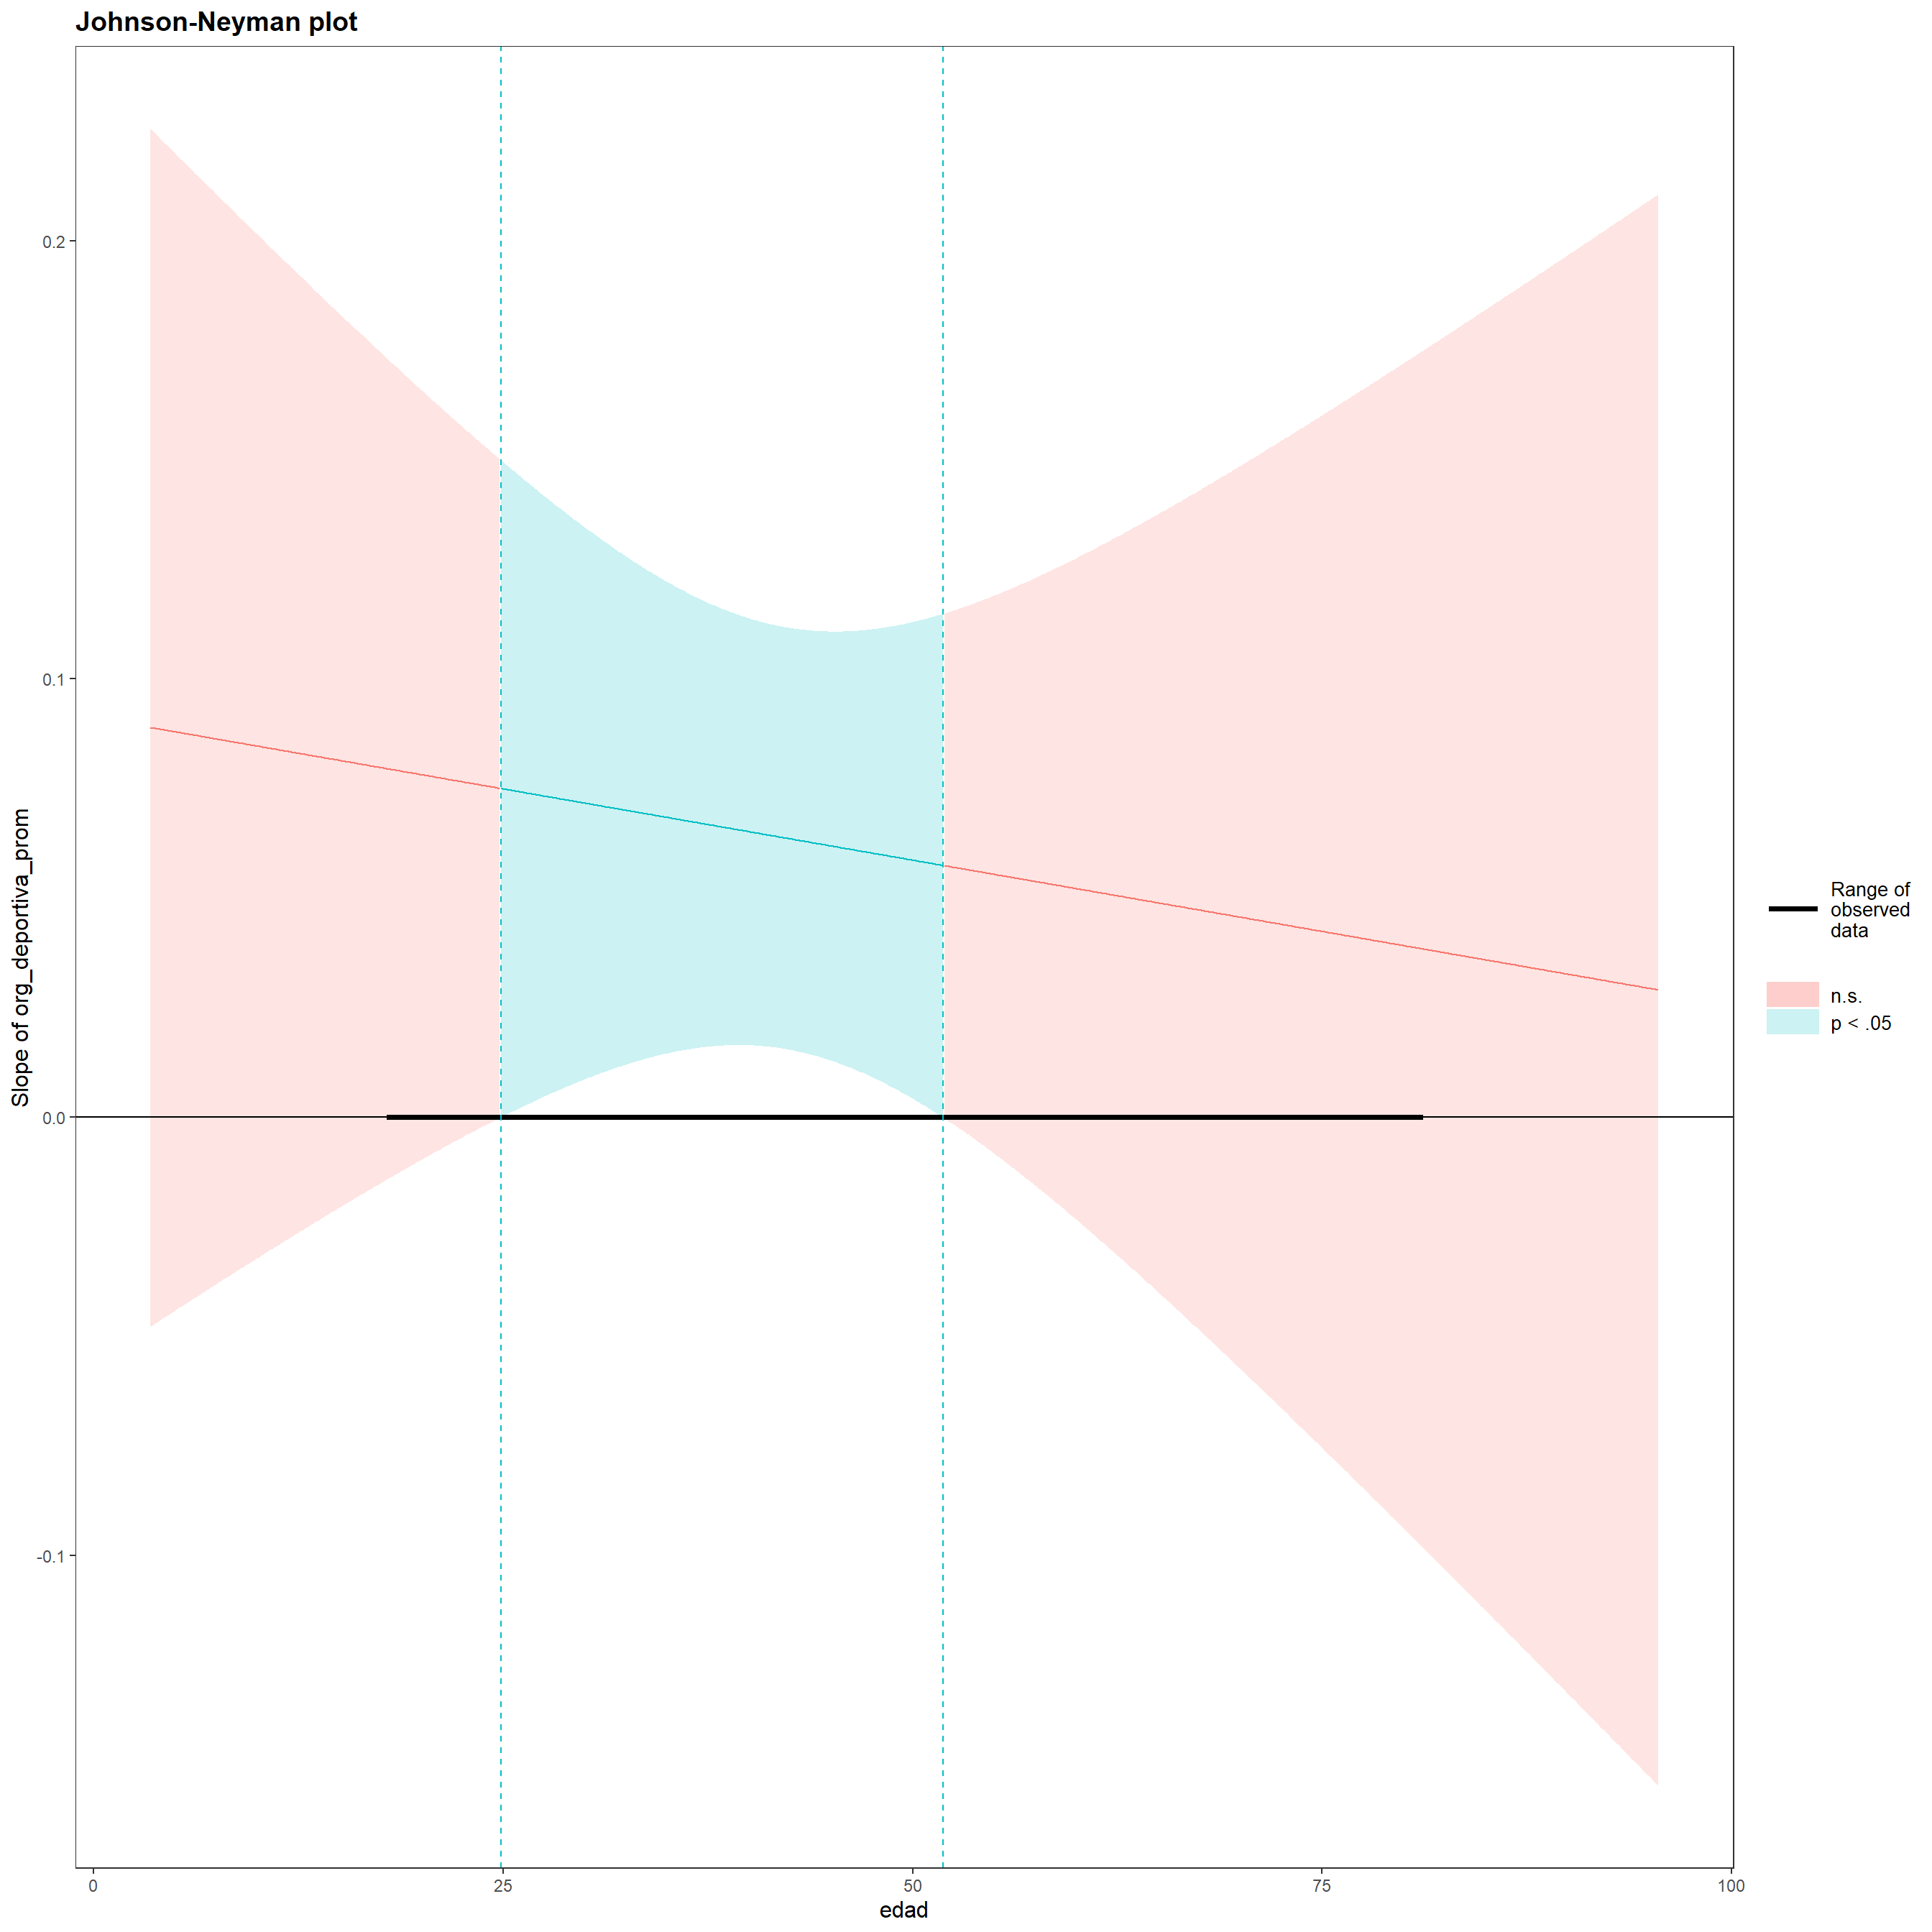 Johnson-Neyman plot
Slope of org_deportiva_prom
0.2
0.1
0.0
-0.1
0
25
50
75
100
edad
Range of
observed
data
n.s.
p < .05